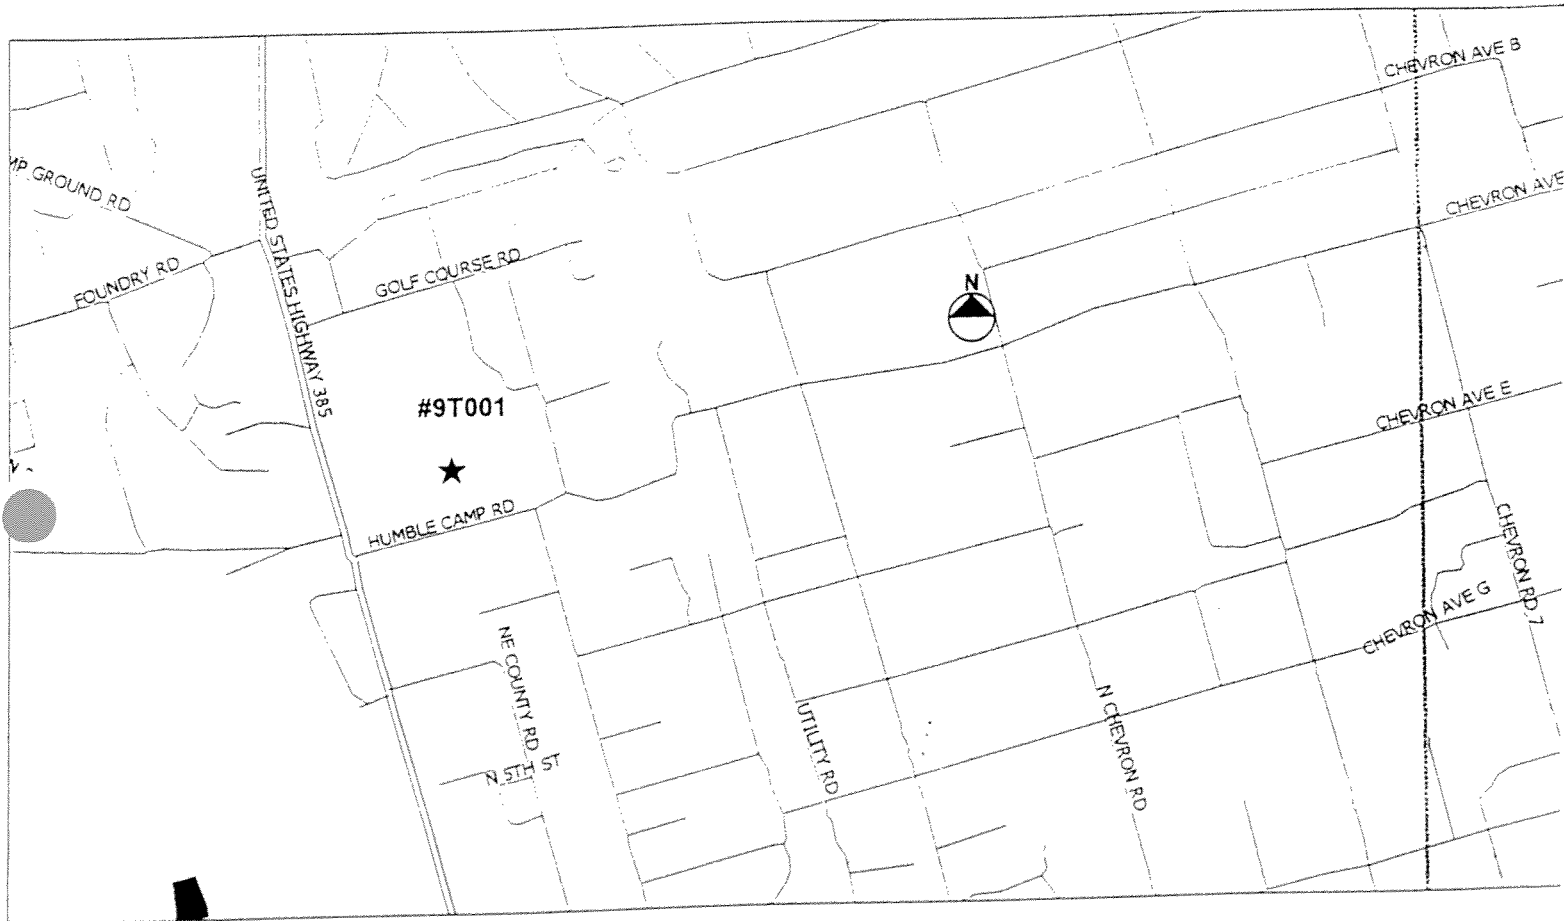 CHEVRON AVE B
MP GROUND RD
UNITED STATES HIGHWAY 385
CHEVRON AVE
FOUNDRY RD
GOLF COURSE RD
N
#9T001
CHEVRON AVE E
HUMBLE CAMP RD
CHEVRON RD 7
CHEVRON AVE G
NE COUNTY RD
N CHEVRON RD
UTILITY RD
N 5TH ST